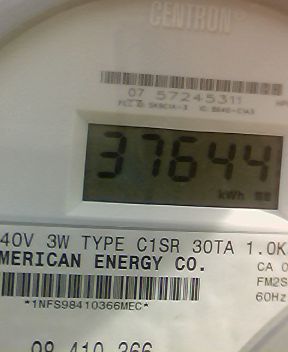 CENTRON®
07 57245311
37644
kWh
40V 3W TYPE C1SR 30TA 1.0K
MERICAN ENERGY CO.
CA 0
FM2S
60Hz
*1NFS98410366MEC*
98 410 366